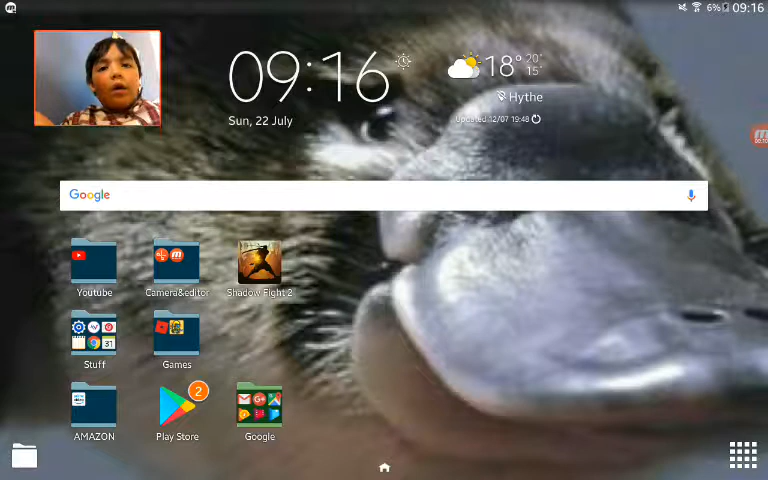 6% 09:16
09:16
Sun, 22 July
18° 20°
15°
Hythe
Updated 12/07 19:48
Google
Youtube
Camera&editor
Shadow Fight 2
Stuff
31
Games
AMAZON
2
Play Store
Google